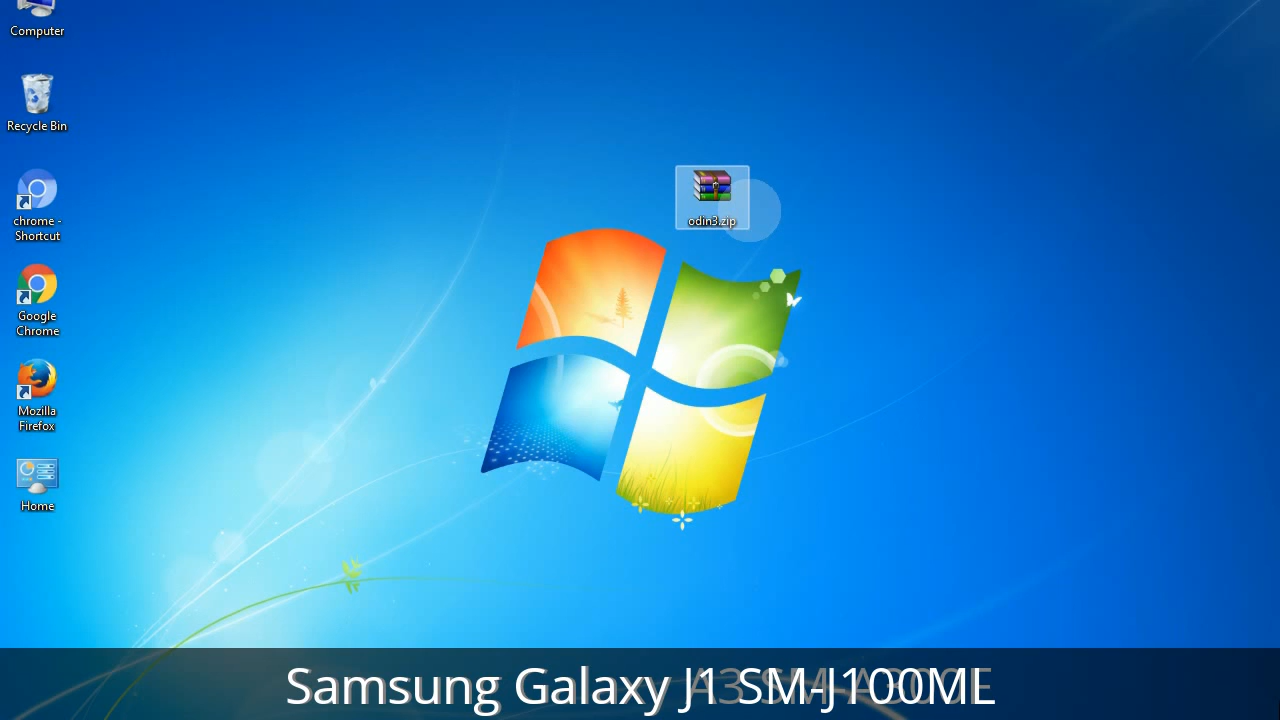 Computer
Recycle Bin
chrome -
Shortcut
Google
Chrome
Mozilla
Firefox
Home
odin3.zip
Samsung Galaxy J1 SM-J100ML